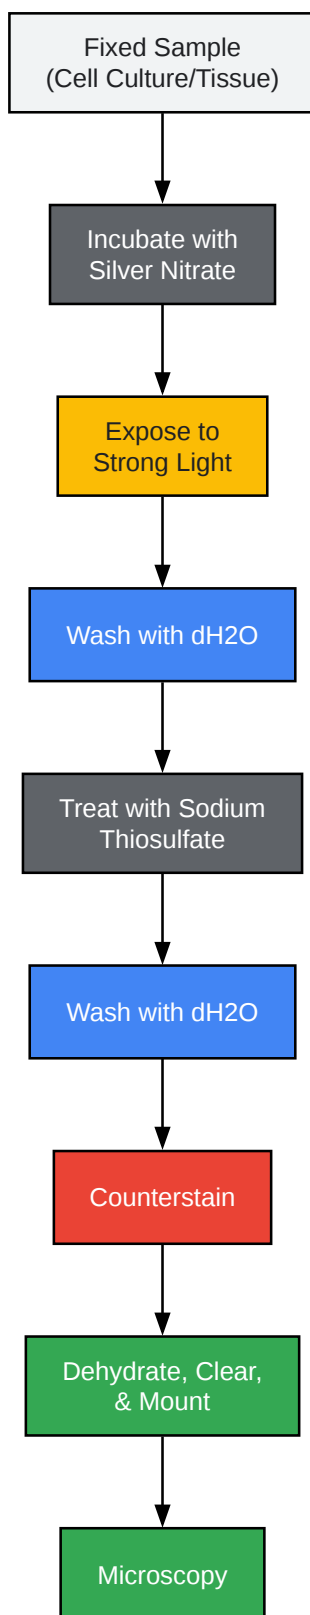 Fixed Sample
(Cell Culture/Tissue)
Incubate with
Silver Nitrate
Expose to
Strong Light
Wash with dH2O
Treat with Sodium
Thiosulfate
Wash with dH2O
Counterstain
Dehydrate, Clear,
& Mount
Microscopy